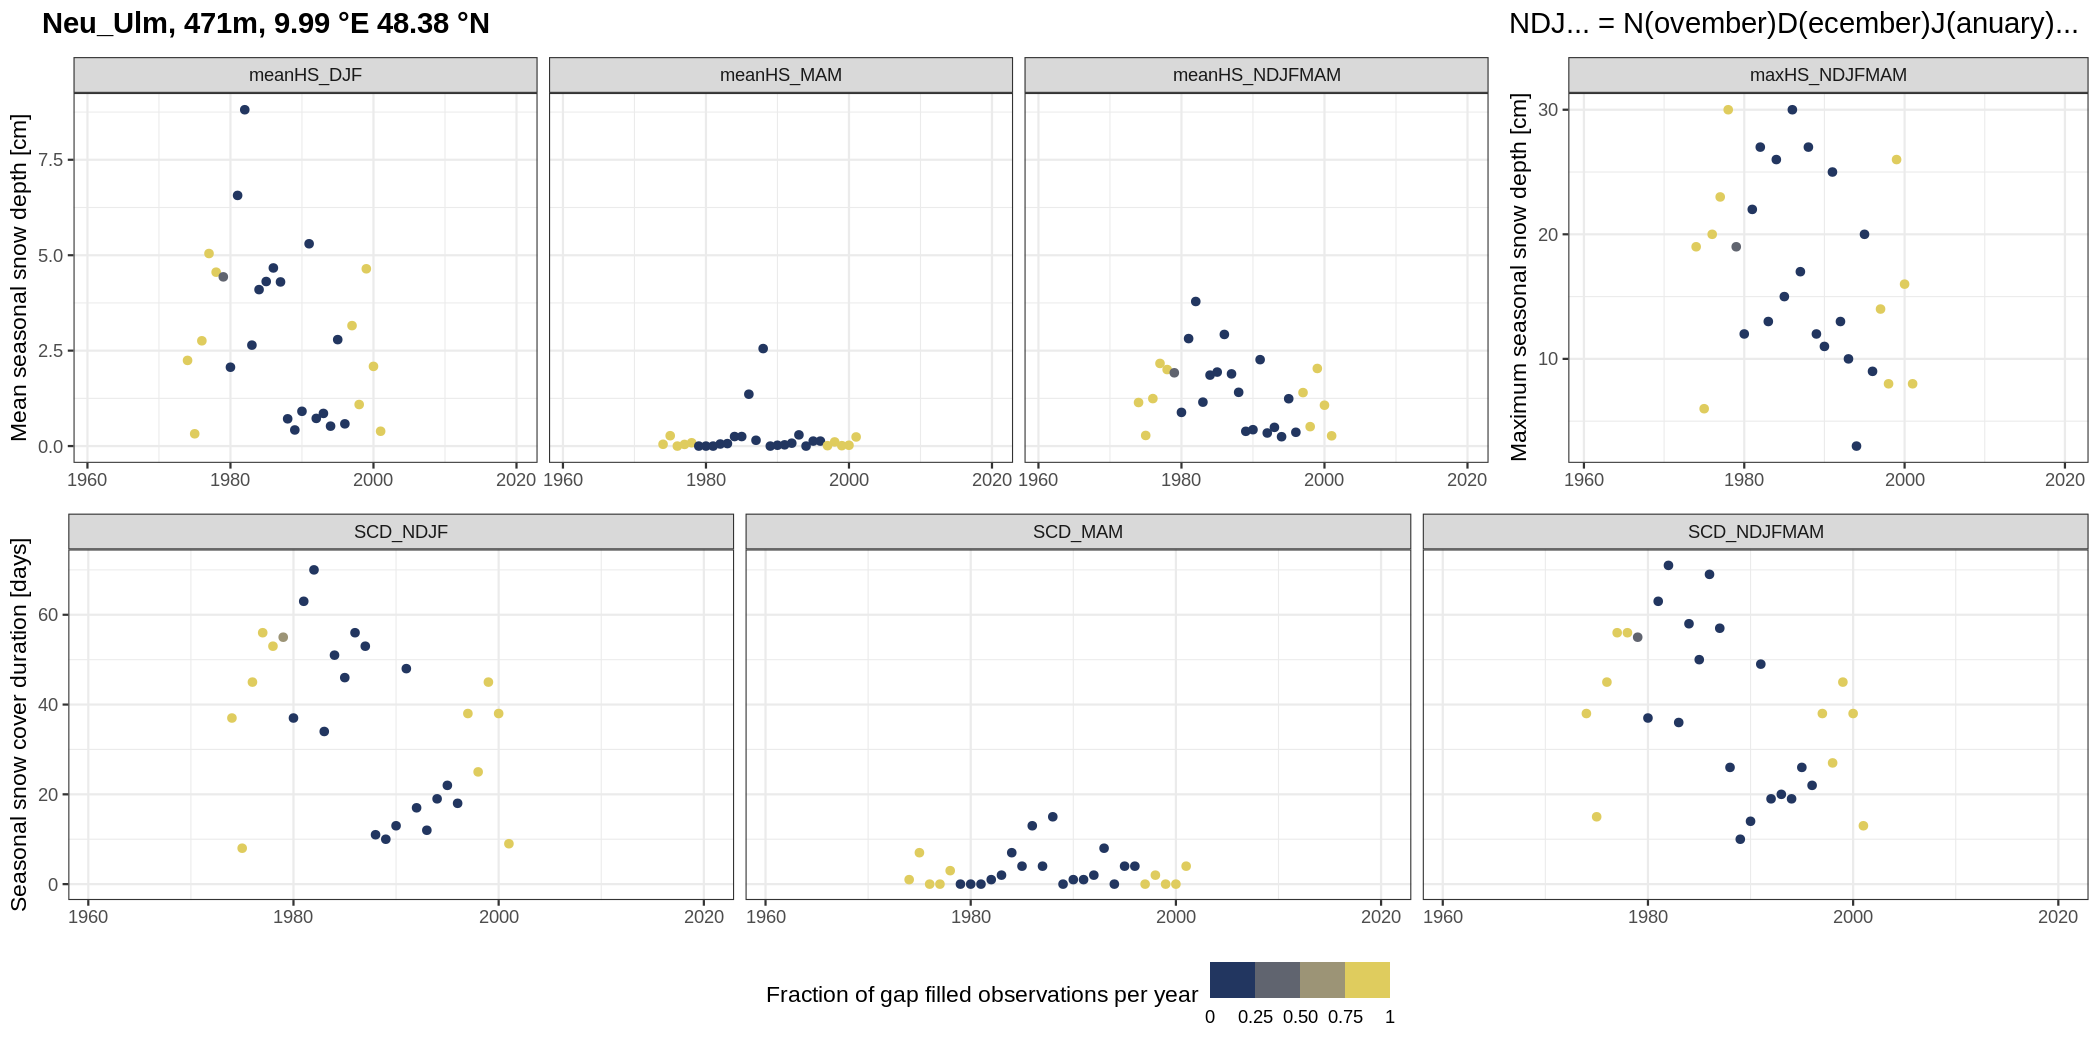 Neu_Ulm, 471m, 9.99 °E 48.38 °N
NDJ... = N(ovember)D(ecember)J(anuary)...
meanHS_DJF
meanHS_MAM
meanHS_NDJFMAM
maxHS_NDJFMAM
Mean seasonal snow depth [cm]
7.5
5.0
2.5
0.0
1960 1980 2000 2020
1960 1980 2000 2020
1960 1980 2000 2020
Maximum seasonal snow depth [cm]
30
20
10
1960 1980 2000 2020
SCD_NDJF
SCD_MAM
SCD_NDJFMAM
Seasonal snow cover duration [days]
60
40
20
0
1960 1980 2000 2020
1960 1980 2000 2020
1960 1980 2000 2020
Fraction of gap filled observations per year
0 0.25 0.50 0.75 1